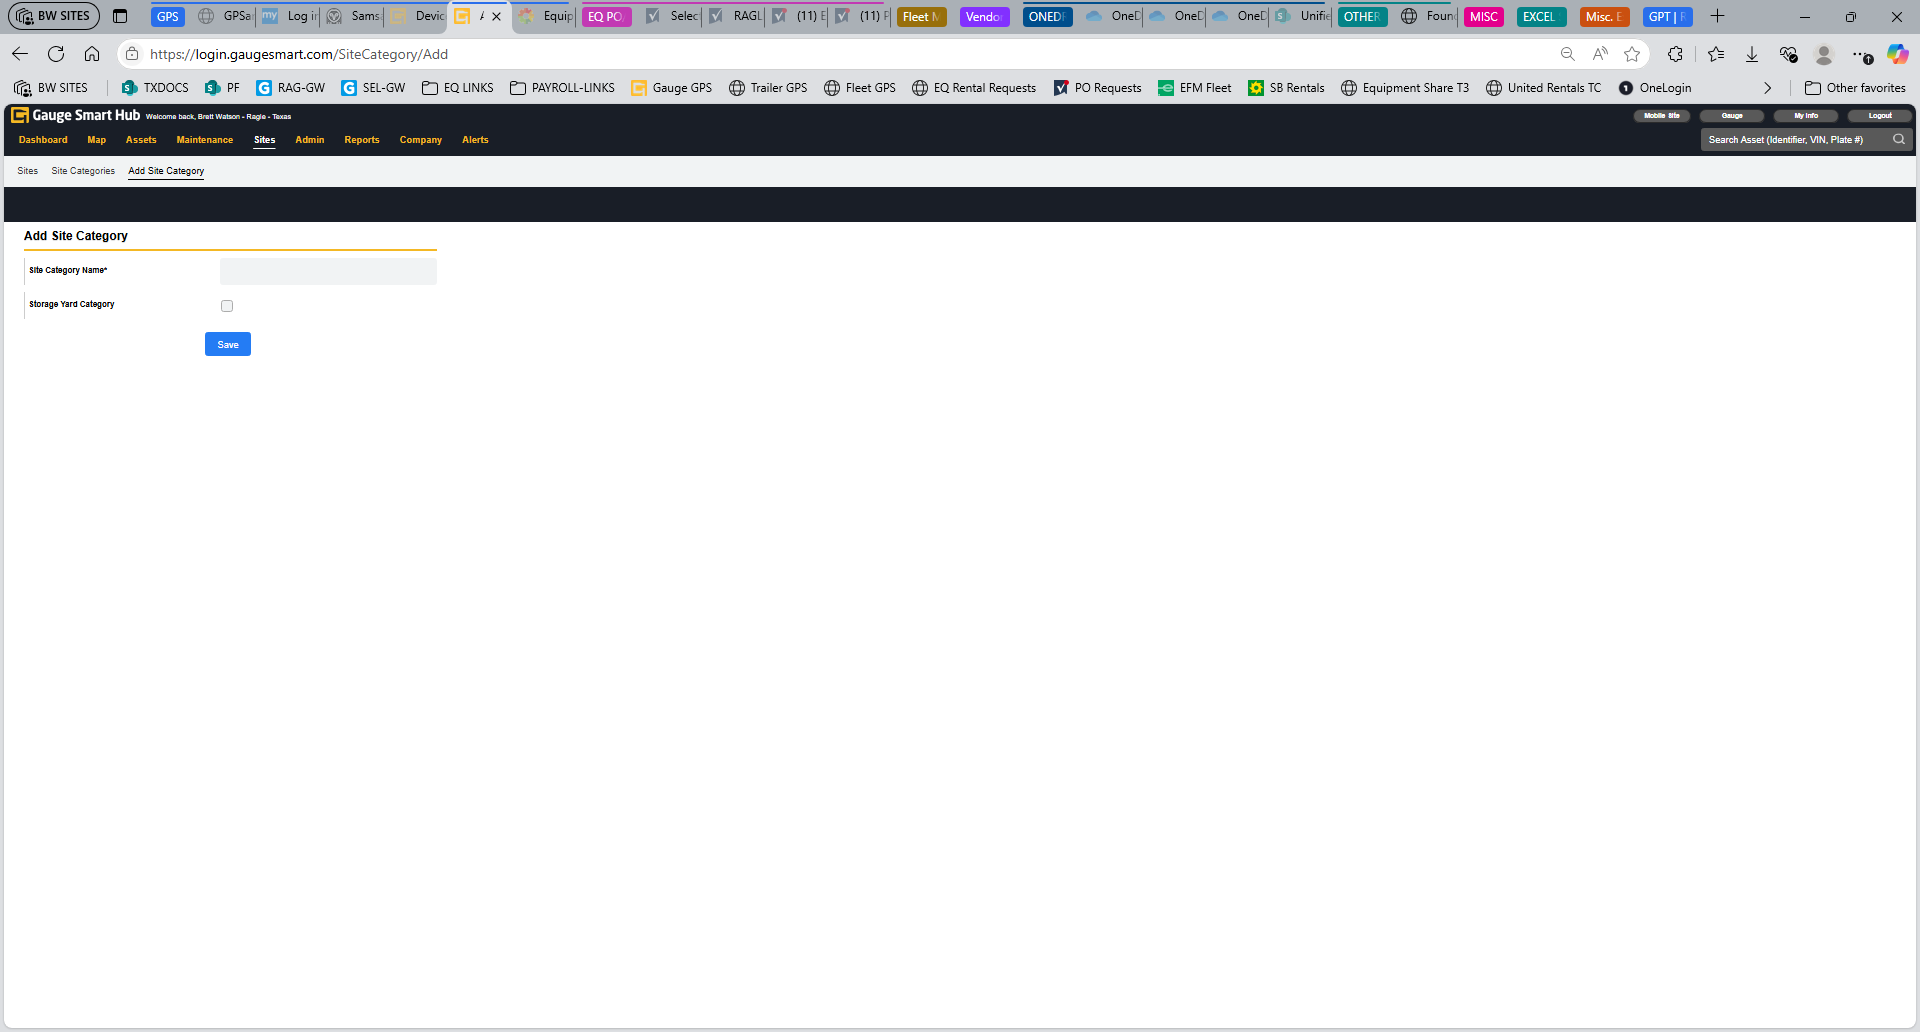 BW SITES
GPS
GPSa
Log i
Sams
Devic
Equip
EQ PO
Selec
RAGL
(11) E
(11) F
Fleet M
Vendo
ONED
OneD
OneD
OneD
Unifie
OTHER
Foun
MISC
EXCEL
Misc. E
GPT | R
https://login.gaugesmart.com/SiteCategory/Add
BW SITES
TXDOCS
PF
RAG-GW
SEL-GW
EQ LINKS
PAYROLL-LINKS
Gauge GPS
Trailer GPS
Fleet GPS
EQ Rental Requests
PO Requests
EFM Fleet
SB Rentals
Equipment Share T3
United Rentals TC
OneLogin
Other favorites
Gauge Smart Hub
Welcome back, Brett Watson - Ragle - Texas
Mobile Site
Gauge
My Info
Logout
Dashboard
Map
Assets
Maintenance
Sites
Admin
Reports
Company
Alerts
Search Asset (Identifier, VIN, Plate #)
Sites
Site Categories
Add Site Category
Add Site Category
Site Category Name*
Storage Yard Category
Save